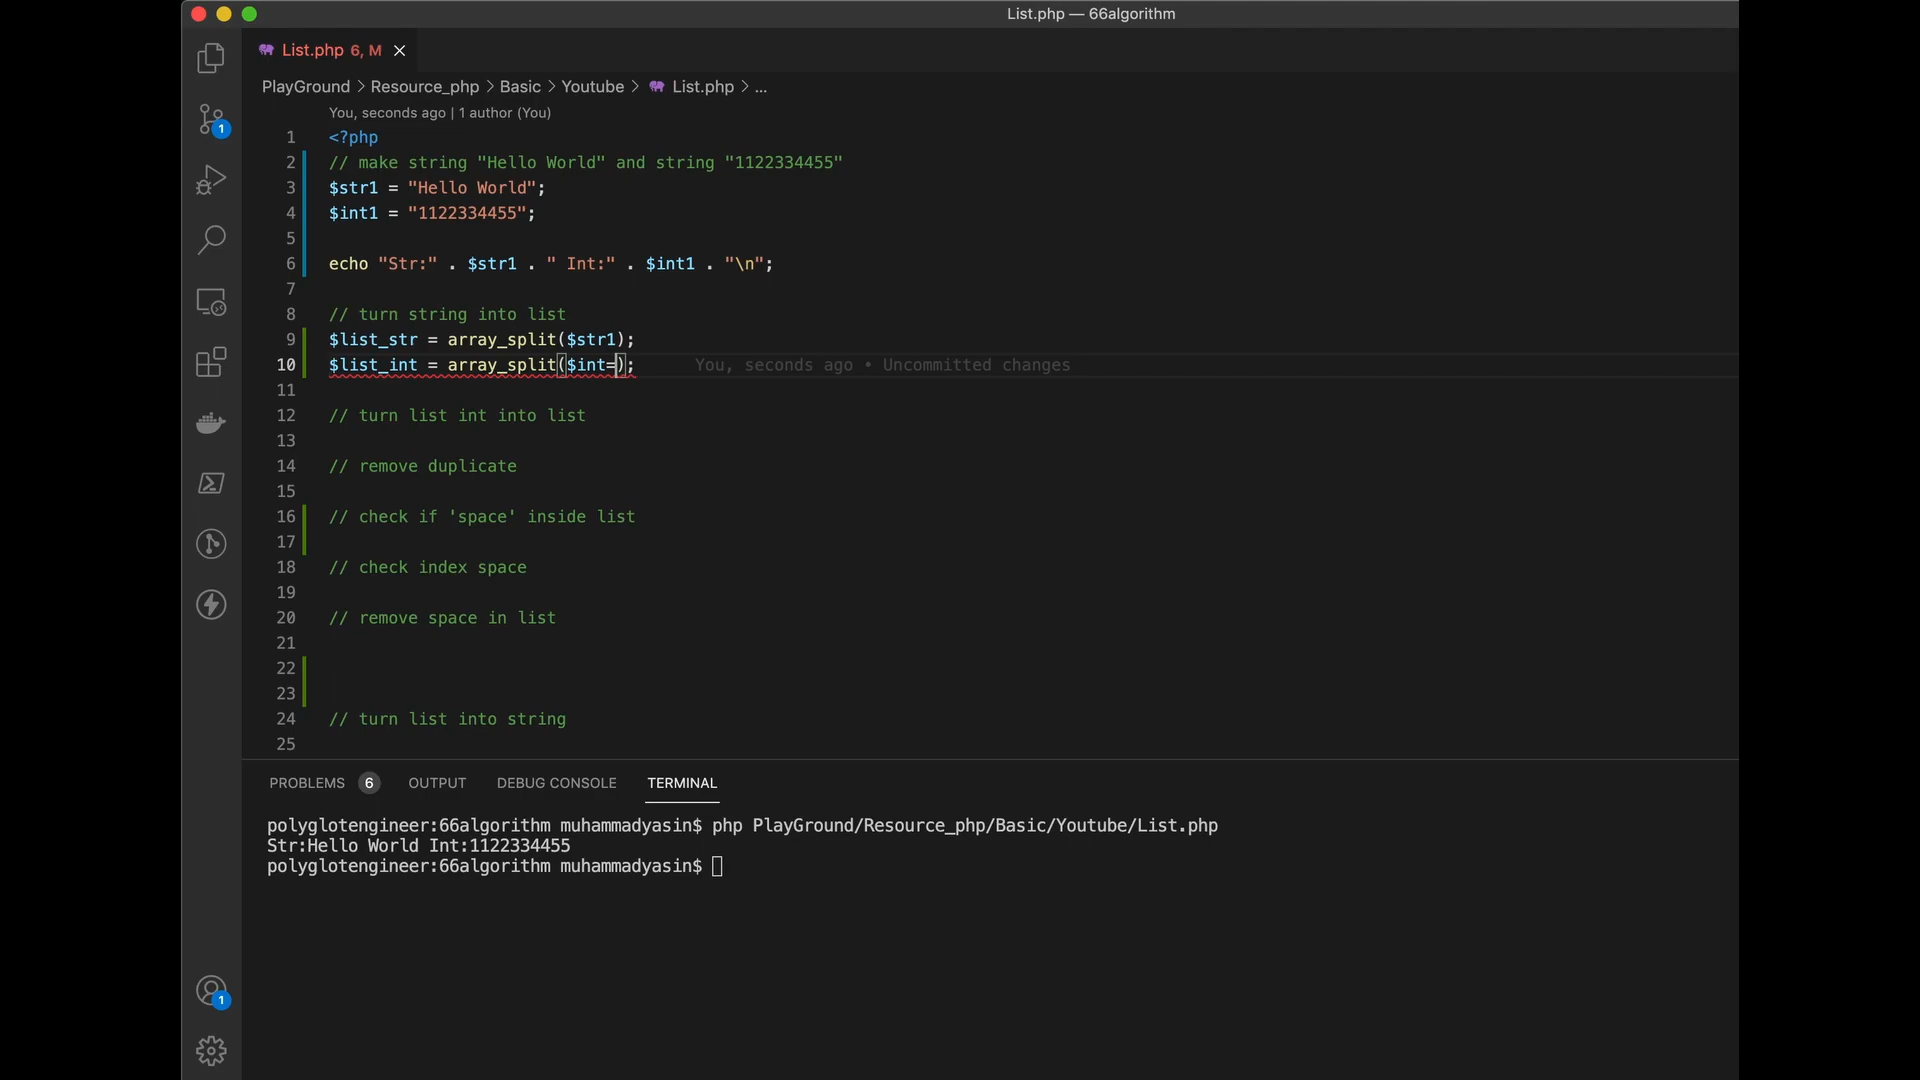 List.php — 66algorithm
List.php 6, M
PlayGround > Resource_php > Basic > Youtube > List.php > ...
You, seconds ago | 1 author (You)
1 <?php
2 // make string "Hello World" and string "1122334455"
3 $str1 = "Hello World";
4 $int1 = "1122334455";
5
6 echo "Str:" . $str1 . " Int:" . $int1 . "\n";
7
8 // turn string into list
9 $list_str = array_split($str1);
10 $list_int = array_split($int=); You, seconds ago • Uncommitted changes
11
12 // turn list int into list
13
14 // remove duplicate
15
16 // check if 'space' inside list
17
18 // check index space
19
20 // remove space in list
21
22
23
24 // turn list into string
25
1
1
PROBLEMS 6 OUTPUT DEBUG CONSOLE TERMINAL
polyglotengineer:66algorithm muhammadyasin$ php PlayGround/Resource_php/Basic/Youtube/List.php
Str:Hello World Int:1122334455
polyglotengineer:66algorithm muhammadyasin$